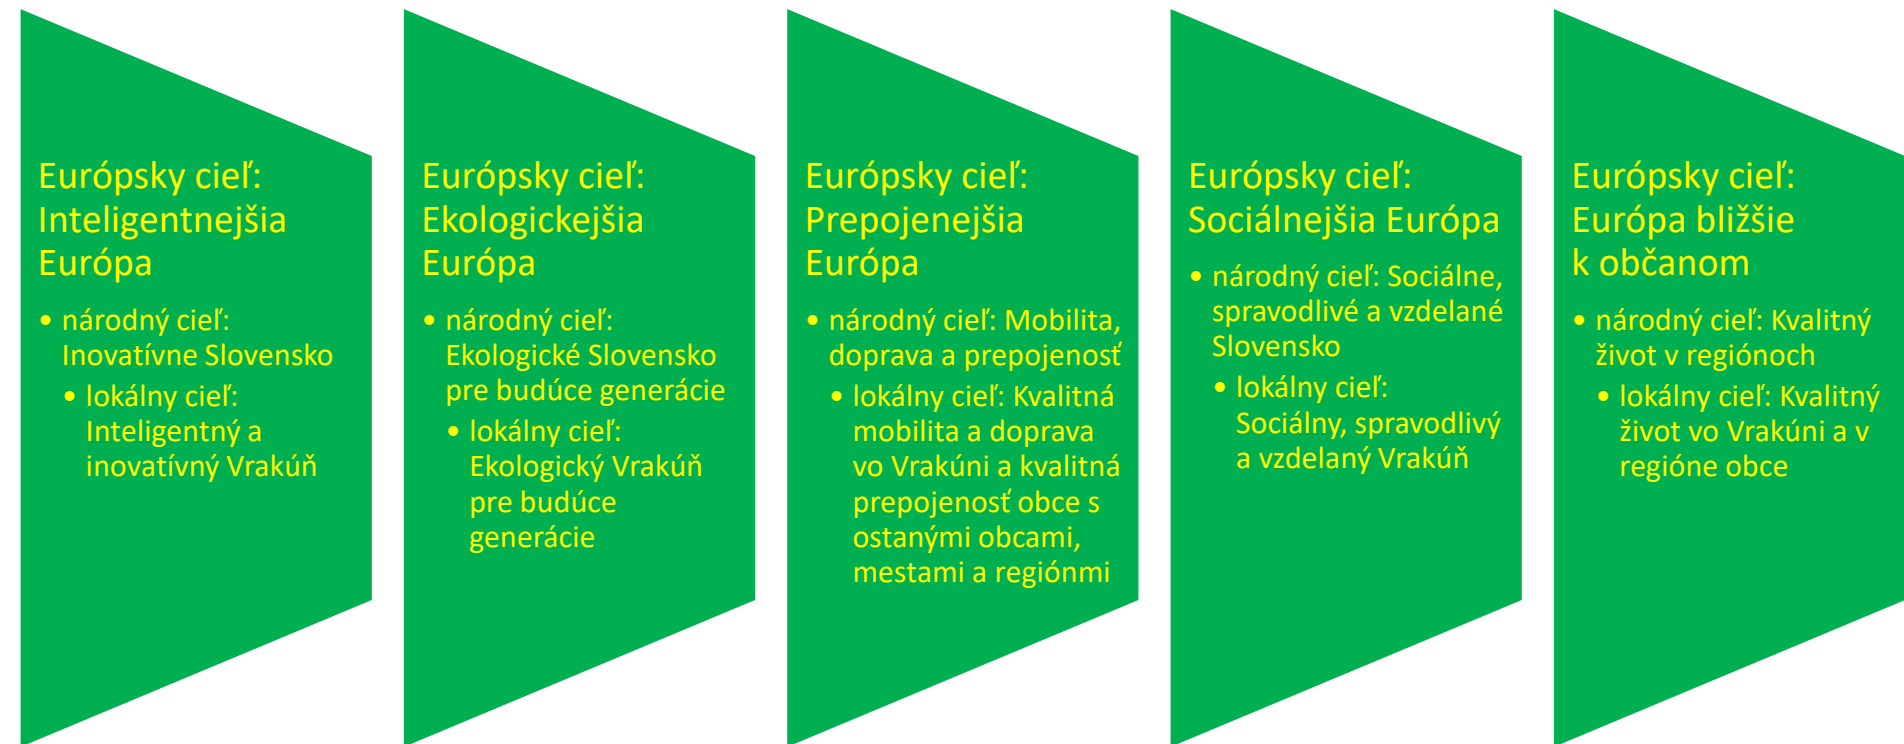 Európsky cieľ:
Inteligentnejšia
Európa
• národný cieľ:
Inovatívne Slovensko
• lokálny cieľ:
Inteligentný a
inovatívný Vrakúň
Európsky cieľ:
Ekologickejšia
Európa
• národný cieľ:
Ekologické Slovensko
pre budúce generácie
• lokálny cieľ:
Ekologický Vrakúň
pre budúce
generácie
Európsky cieľ:
Prepojenejšia
Európa
• národný cieľ: Mobilita,
doprava a prepojenosť
• lokálny cieľ: Kvalitná
mobilita a doprava
vo Vrakúni a kvalitná
prepojenosť obce s
ostanými obcami,
mestami a regiónmi
Európsky cieľ:
Sociálnejšia Európa
• národný cieľ: Sociálne,
spravodlivé a vzdelané
Slovensko
• lokálny cieľ:
Sociálny, spravodlivý
a vzdelaný Vrakúň
Európsky cieľ:
Európa bližšie
k občanom
• národný cieľ: Kvalitný
život v regiónoch
• lokálny cieľ: Kvalitný
život vo Vrakúni a v
regióne obce